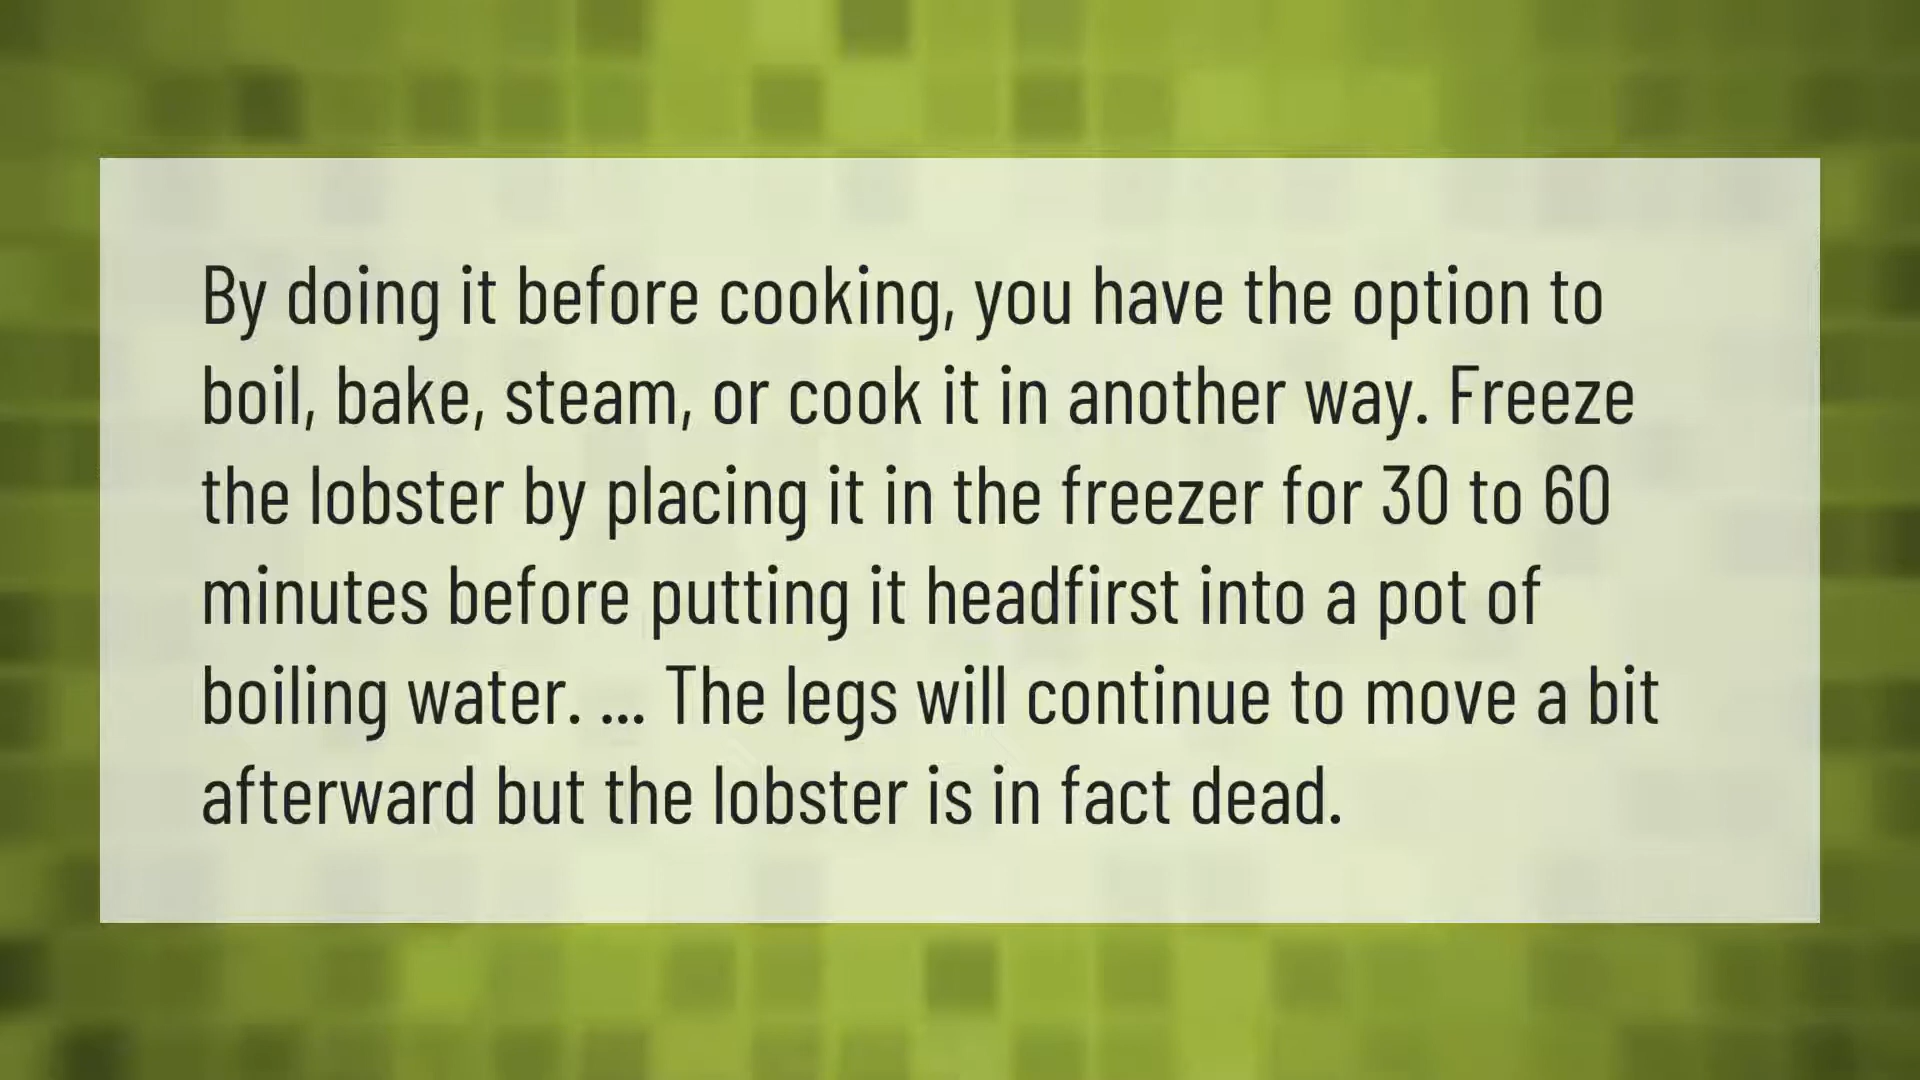 By doing it before cooking, you have the option to
boil, bake, steam, or cook it in another way. Freeze
the lobster by placing it in the freezer for 30 to 60
minutes before putting it headfirst into a pot of
boiling water. ... The legs will continue to move a bit
afterward but the lobster is in fact dead.